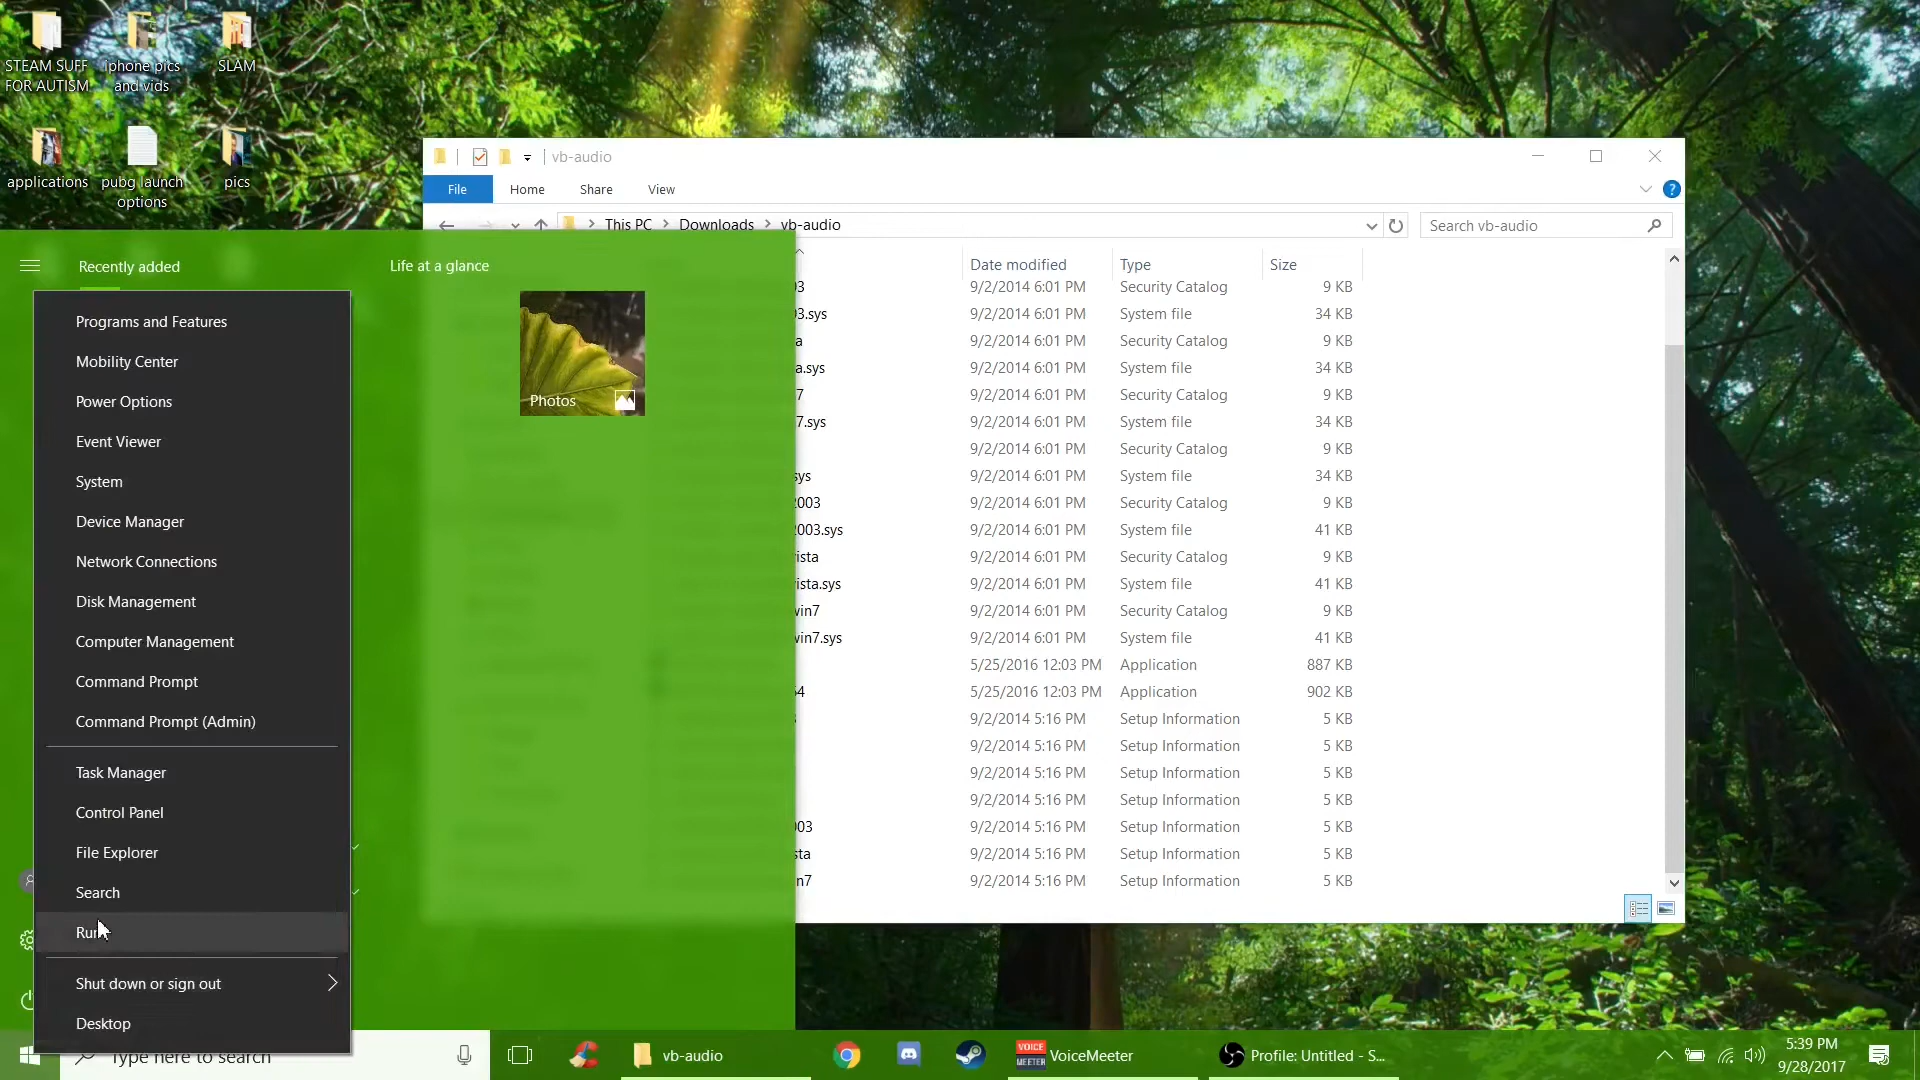 STEAM SUFF
FOR AUTISM
iphone pics
and vids
SLAM
applications
pubg launch
options
pics
vb-audio
File
Home
Share
View
This PC
Downloads
vb-audio
Search vb-audio
Recently added
Life at a glance
Photos
Programs and Features
Mobility Center
Power Options
Event Viewer
System
Device Manager
Network Connections
Disk Management
Computer Management
Command Prompt
Command Prompt (Admin)
Task Manager
Control Panel
File Explorer
Search
Run
Shut down or sign out
Desktop
Date modified Type Size
03 9/2/2014 6:01 PM Security Catalog 9 KB
03.sys 9/2/2014 6:01 PM System file 34 KB
a 9/2/2014 6:01 PM Security Catalog 9 KB
a.sys 9/2/2014 6:01 PM System file 34 KB
7 9/2/2014 6:01 PM Security Catalog 9 KB
7.sys 9/2/2014 6:01 PM System file 34 KB
9/2/2014 6:01 PM Security Catalog 9 KB
sys 9/2/2014 6:01 PM System file 34 KB
2003 9/2/2014 6:01 PM Security Catalog 9 KB
2003.sys 9/2/2014 6:01 PM System file 41 KB
ista 9/2/2014 6:01 PM Security Catalog 9 KB
ista.sys 9/2/2014 6:01 PM System file 41 KB
win7 9/2/2014 6:01 PM Security Catalog 9 KB
win7.sys 9/2/2014 6:01 PM System file 41 KB
5/25/2016 12:03 PM Application 887 KB
64 5/25/2016 12:03 PM Application 902 KB
9/2/2014 5:16 PM Setup Information 5 KB
9/2/2014 5:16 PM Setup Information 5 KB
9/2/2014 5:16 PM Setup Information 5 KB
9/2/2014 5:16 PM Setup Information 5 KB
003 9/2/2014 5:16 PM Setup Information 5 KB
sta 9/2/2014 5:16 PM Setup Information 5 KB
n7 9/2/2014 5:16 PM Setup Information 5 KB
Type here to search
vb-audio
VOICE
MEETER
VoiceMeeter
Profile: Untitled - S...
5:39 PM
9/28/2017